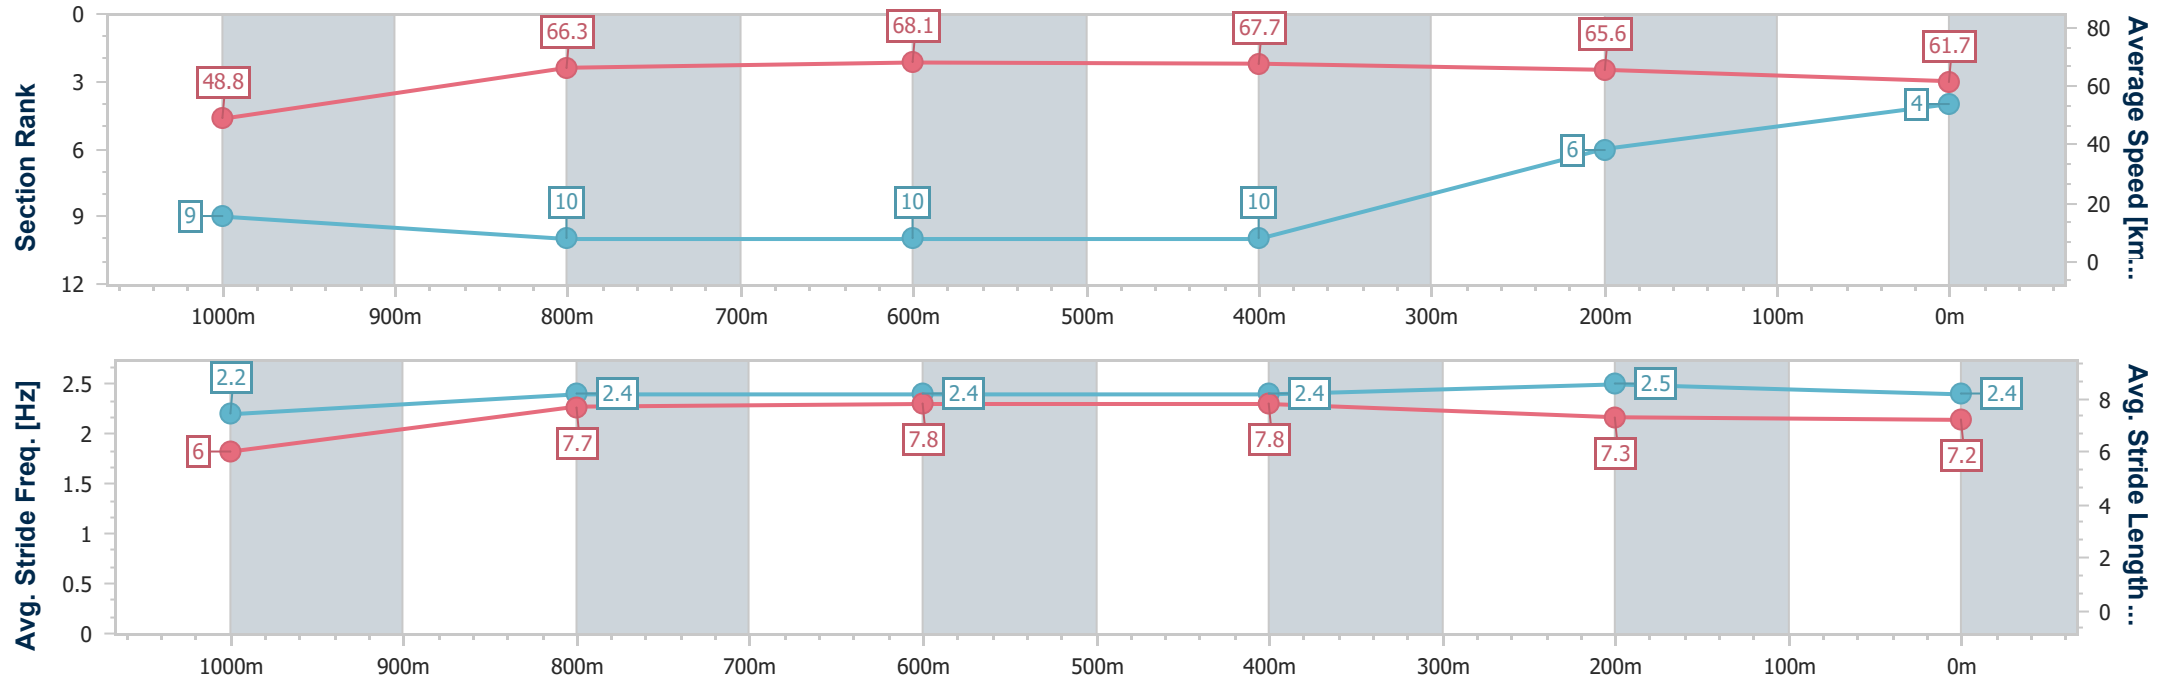 Section Rank
0
3
6
9
12
48.8
66.3
68.1
67.7
65.6
61.7
9
10
10
10
6
4
80
60
40
20
0
Average Speed [km...
1000m
900m
800m
700m
600m
500m
400m
300m
200m
100m
0m
Avg. Stride Freq. [Hz]
2.5
2
1.5
1
0.5
0
2.2
2.4
2.4
2.4
2.5
2.4
6
7.7
7.8
7.8
7.3
7.2
8
6
4
2
0
Avg. Stride Length...
1000m
900m
800m
700m
600m
500m
400m
300m
200m
100m
0m